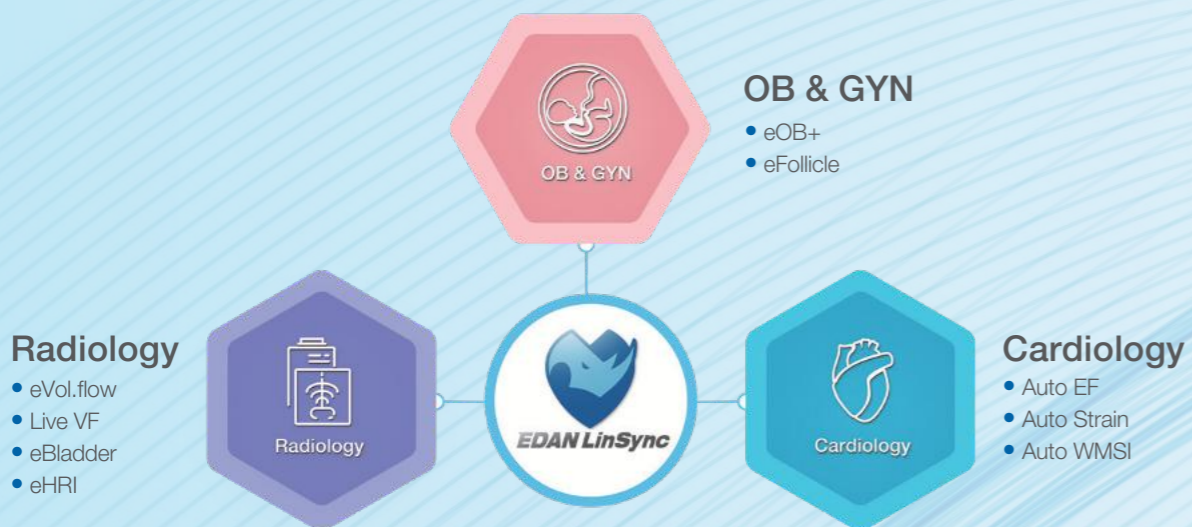 OB & GYN
OB & GYN
• eOB+
• eFollicle
Radiology
• eVol.flow
• Live VF
• eBladder
• eHRI
Radiology
EDAN LinSync
Cardiology
Cardiology
• Auto EF
• Auto Strain
• Auto WMSI